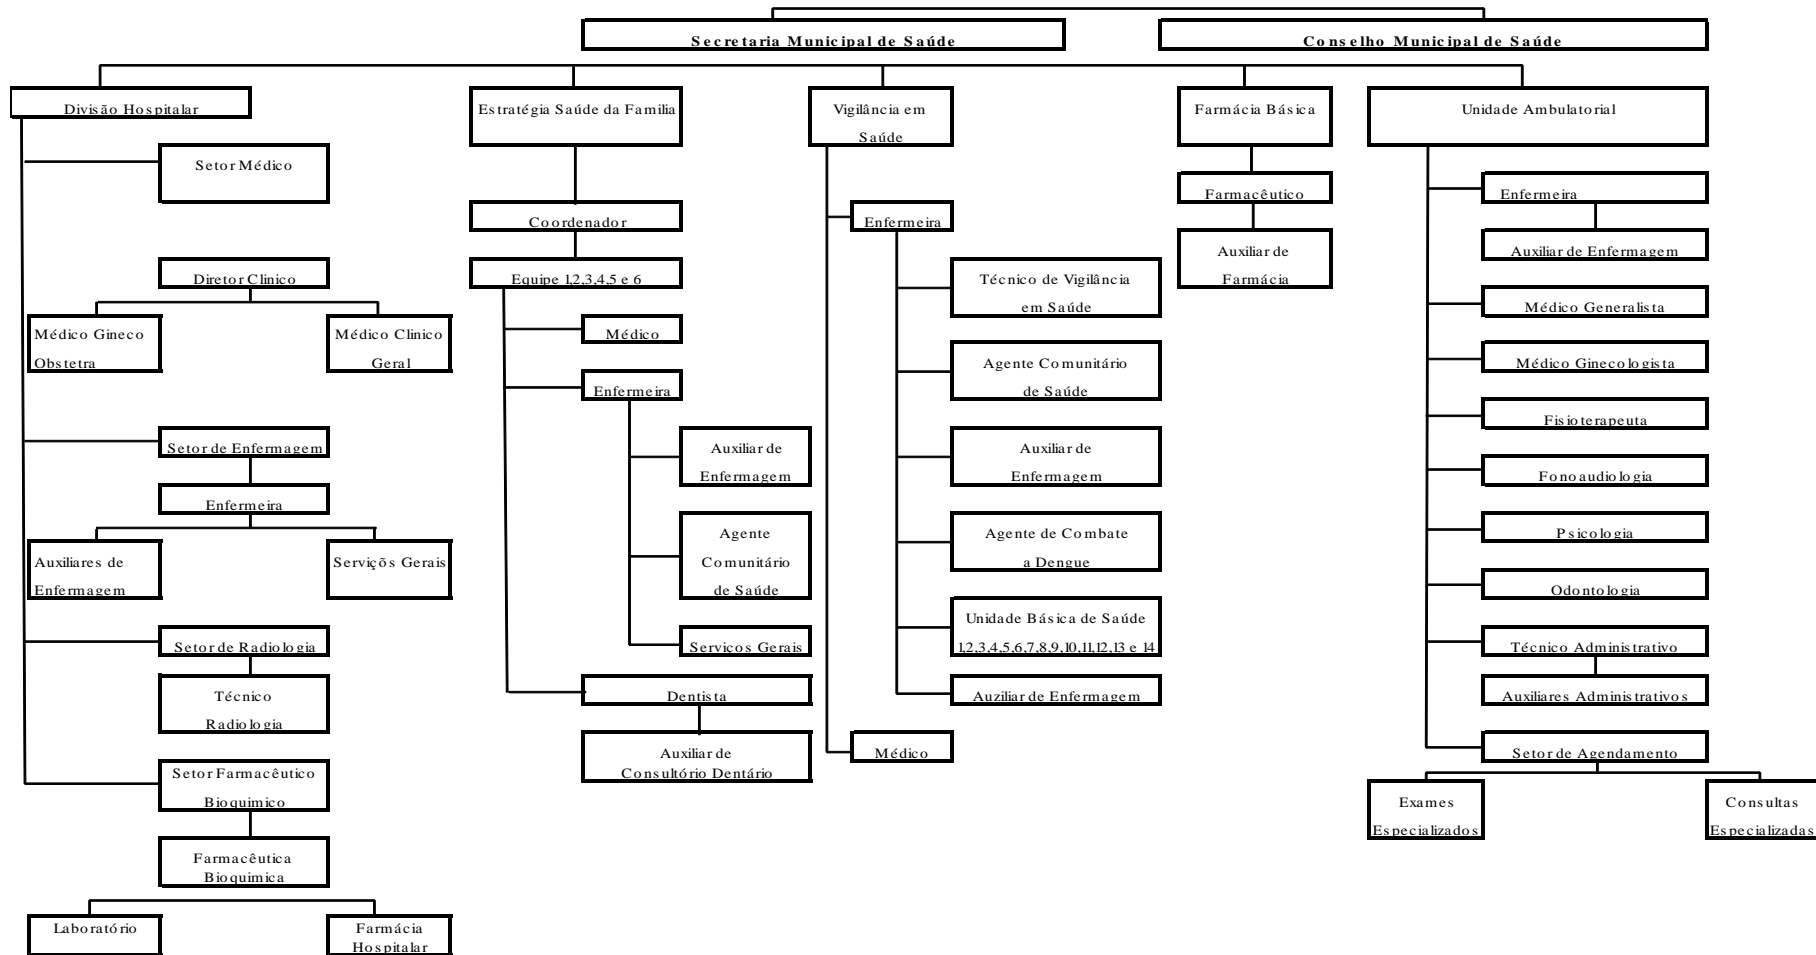 Secretaria Municipal de Saúde
Conselho Municipal de Saúde
Divisão Hospitalar
Setor Médico
Diretor Clinico
Médico Gineco
Obstetra
Médico Clinico
Geral
Setor de Enfermagem
Enfermeira
Auxiliares de
Enfermagem
Serviçõs Gerais
Setor de Radiologia
Técnico
Radiologia
Setor Farmacêutico
Bioquimico
Farmacêutica
Bioquimica
Laboratório
Farmácia
Hospitalar
Estratégia Saúde da Familia
Coordenador
Equipe 1,2,3,4,5 e 6
Médico
Enfermeira
Auxiliar de
Enfermagem
Agente
Comunitário
de Saúde
Serviços Gerais
Dentista
Auxiliar de
Consultório Dentário
Vigilância em
Saúde
Enfermeira
Técnico de Vigilância
em Saúde
Agente Comunitário
de Saúde
Auxiliar de
Enfermagem
Agente de Combate
a Dengue
Unidade Básica de Saúde
1,2,3,4,5,6,7,8,9,10,11,12,13 e 14
Auziliar de Enfermagem
Médico
Farmácia Básica
Farmacêutico
Auxiliar de
Farmácia
Unidade Ambulatorial
Enfermeira
Auxiliar de Enfermagem
Médico Generalista
Médico Ginecologista
Fisioterapeuta
Fonoaudiologia
Psicologia
Odontologia
Técnico Administrativo
Auxiliares Administrativos
Setor de Agendamento
Exames
Especializados
Consultas
Especializadas